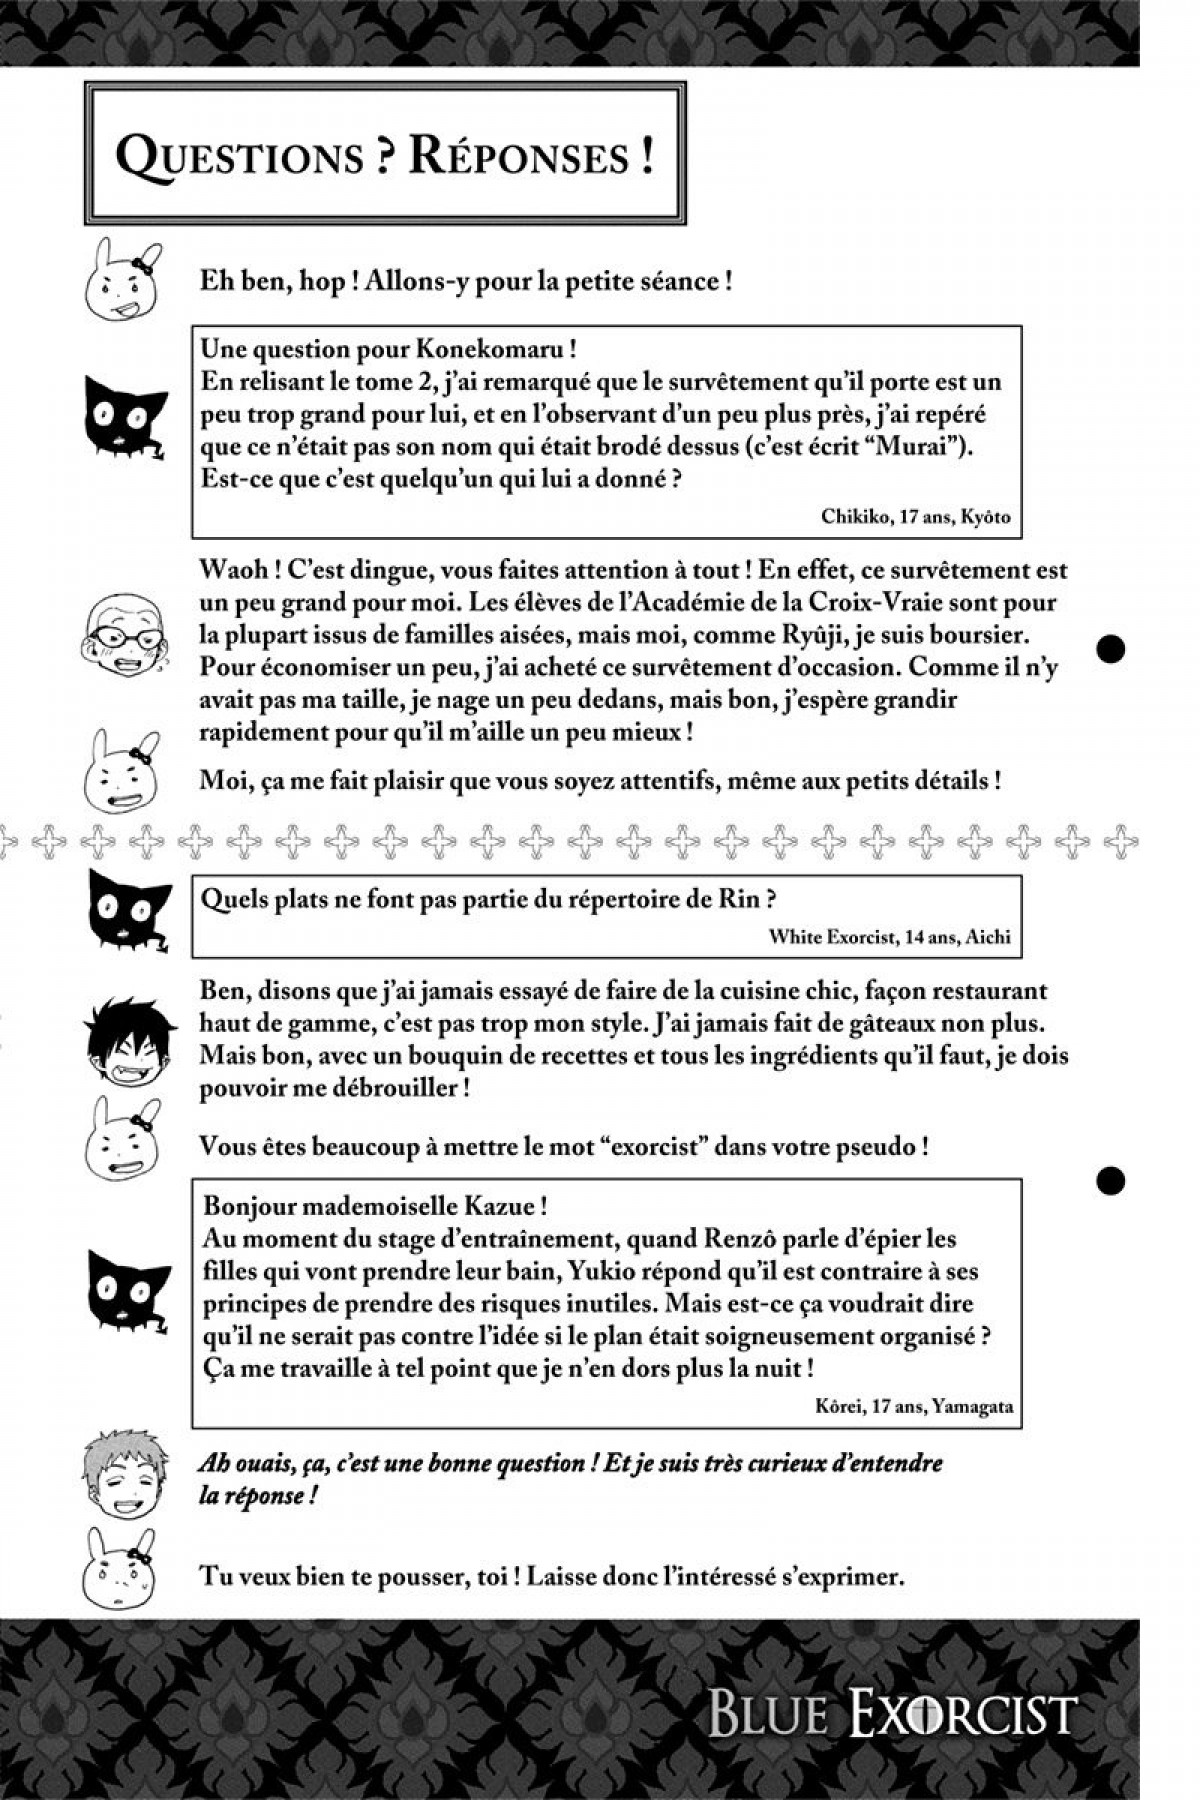 QUESTIONS ? RÉPONSES !
Eh ben, hop ! Allons-y pour la petite séance !
Une question pour Konekomaru !
En relisant le tome 2, j'ai remarqué que le survêtement qu'il porte est un
peu trop grand pour lui, et en l'observant d'un peu plus près, j'ai repéré
que ce n'était pas son nom qui était brodé dessus (c'est écrit “Murai”).
Est-ce que c'est quelqu'un qui lui a donné ?
Chikiko, 17 ans, Kyôto
Waoh ! C'est dingue, vous faites attention à tout ! En effet, ce survêtement est
un peu grand pour moi. Les élèves de l'Académie de la Croix-Vraie sont pour
la plupart issus de familles aisées, mais moi, comme Ryûji, je suis boursier.
Pour économiser un peu, j'ai acheté ce survêtement d'occasion. Comme il n'y
avait pas ma taille, je nage un peu dedans, mais bon, j'espère grandir
rapidement pour qu'il m'aille un peu mieux !
Moi, ça me fait plaisir que vous soyez attentifs, même aux petits détails !
Quels plats ne font pas partie du répertoire de Rin ?
White Exorcist, 14 ans, Aichi
Ben, disons que j'ai jamais essayé de faire de la cuisine chic, façon restaurant
haut de gamme, c'est pas trop mon style. J'ai jamais fait de gâteaux non plus.
Mais bon, avec un bouquin de recettes et tous les ingrédients qu'il faut, je dois
pouvoir me débrouiller !
Vous êtes beaucoup à mettre le mot “exorcist” dans votre pseudo !
Bonjour mademoiselle Kazue !
Au moment du stage d'entraînement, quand Renzô parle d'épier les
filles qui vont prendre leur bain, Yukio répond qu'il est contraire à ses
principes de prendre des risques inutiles. Mais est-ce ça voudrait dire
qu'il ne serait pas contre l'idée si le plan était soigneusement organisé ?
Ça me travaille à tel point que je n'en dors plus la nuit !
Kôrei, 17 ans, Yamagata
Ah ouais, ça, c'est une bonne question ! Et je suis très curieux d'entendre
la réponse !
Tu veux bien te pousser, toi ! Laisse donc l'intéressé s'exprimer.
BLUE EXORCIST